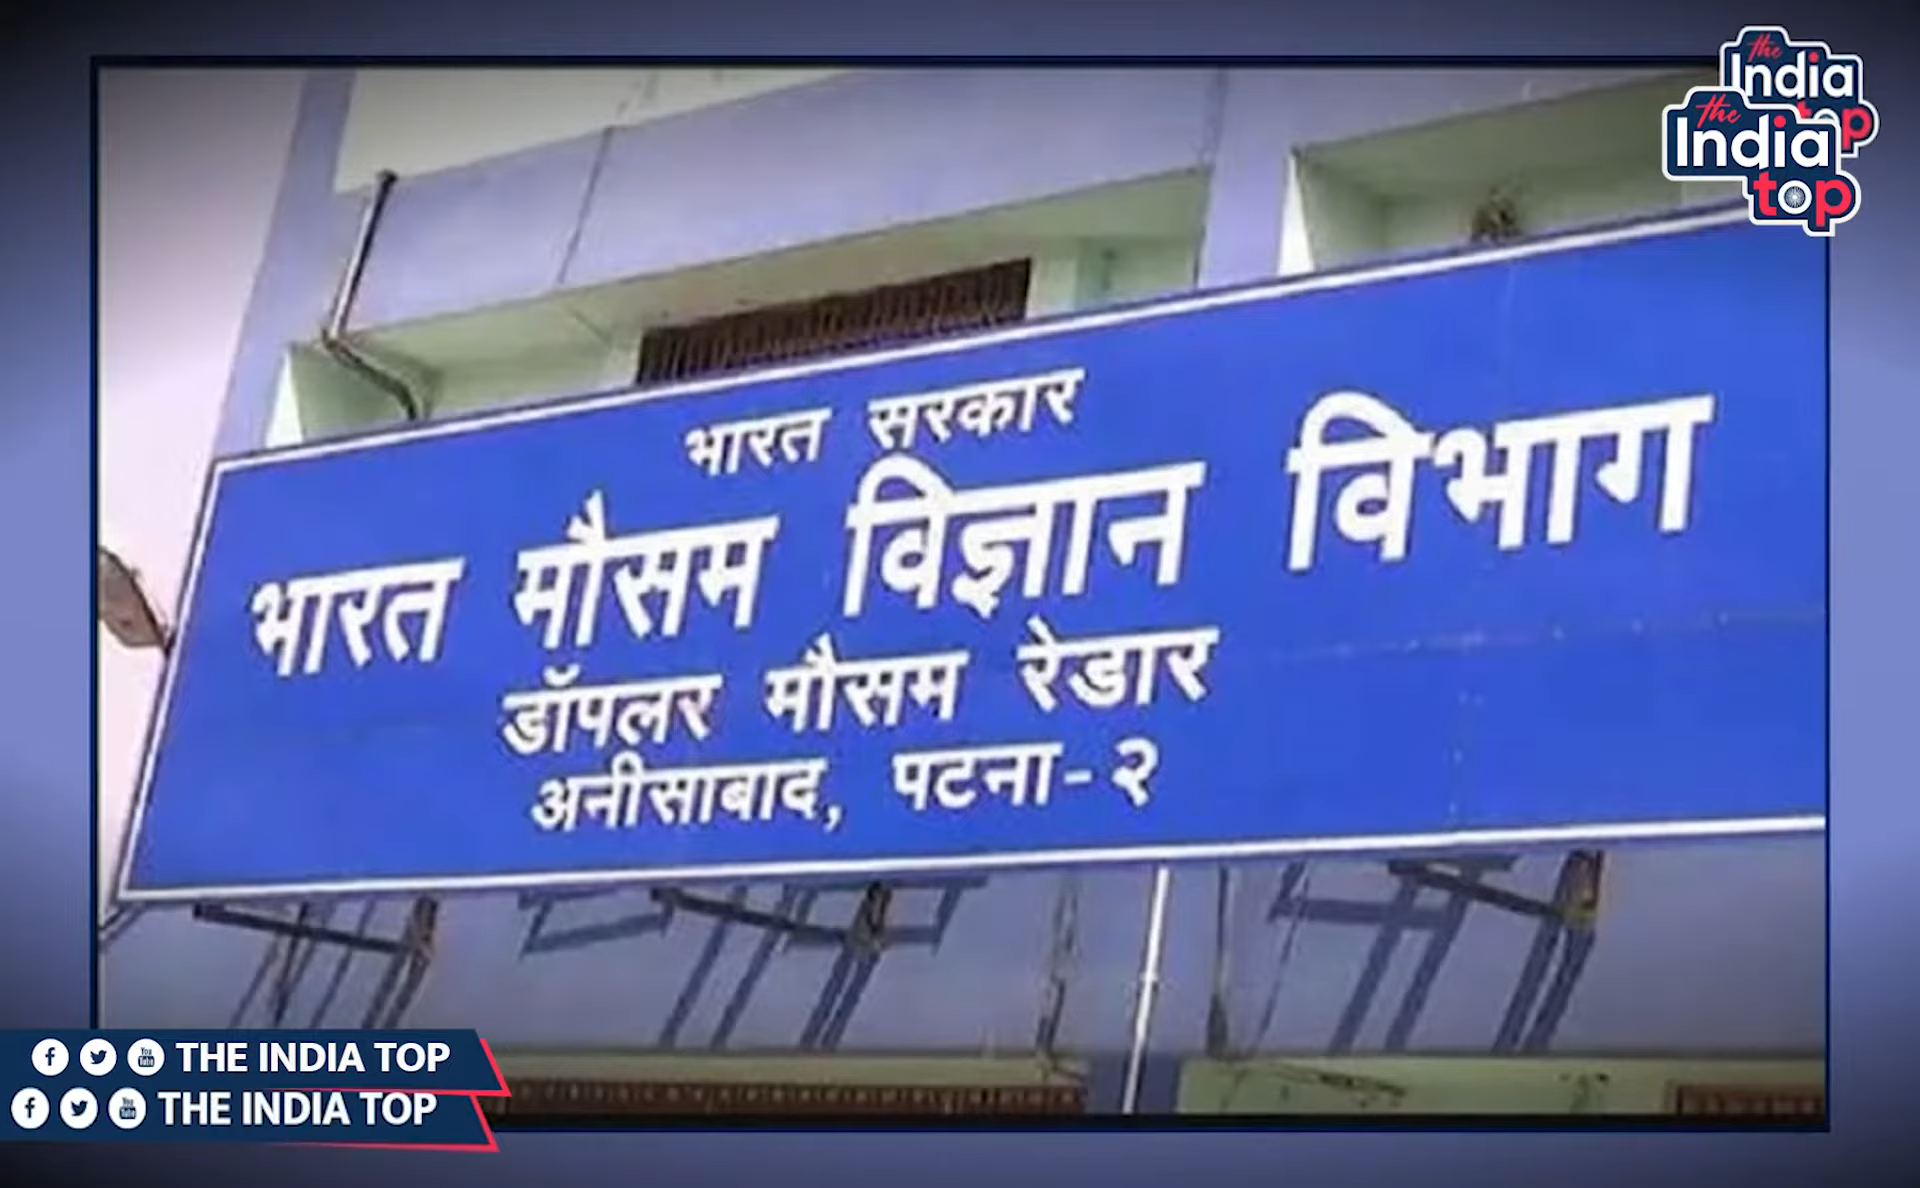 the
India
top
the
India
top
भारत सरकार
भारत मौसम विज्ञान विभाग
डॉपलर मौसम रेडार
अनीसाबाद, पटना-२
THE INDIA TOP
THE INDIA TOP